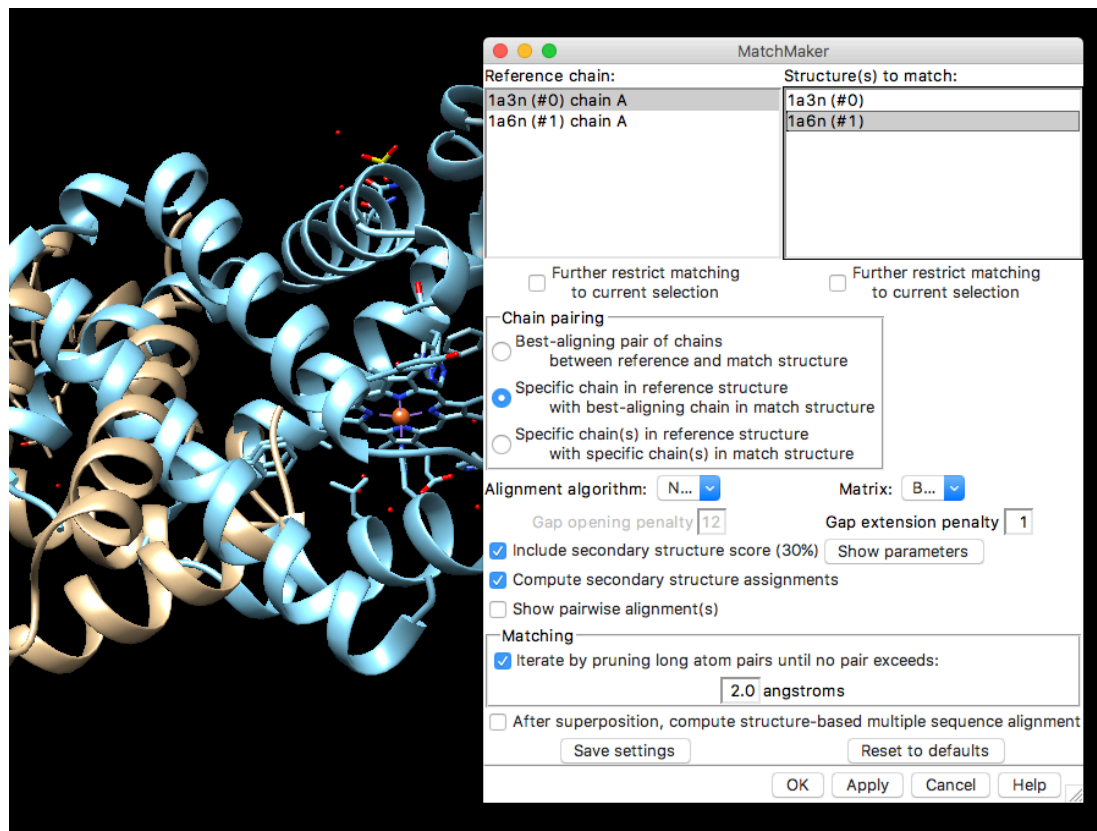 MatchMaker
Reference chain:
Structure(s) to match:
1a3n (#0) chain A
1a6n (#1) chain A
1a3n (#0)
1a6n (#1)
Further restrict matching
to current selection
Further restrict matching
to current selection
Chain pairing
Best-aligning pair of chains
between reference and match structure
Specific chain in reference structure
with best-aligning chain in match structure
Specific chain(s) in reference structure
with specific chain(s) in match structure
Alignment algorithm: N... Matrix: B...
Gap opening penalty 12 Gap extension penalty 1
Include secondary structure score (30%) Show parameters
Compute secondary structure assignments
Show pairwise alignment(s)
Matching
Iterate by pruning long atom pairs until no pair exceeds:
2.0 angstroms
After superposition, compute structure-based multiple sequence alignment
Save settings Reset to defaults
OK Apply Cancel Help